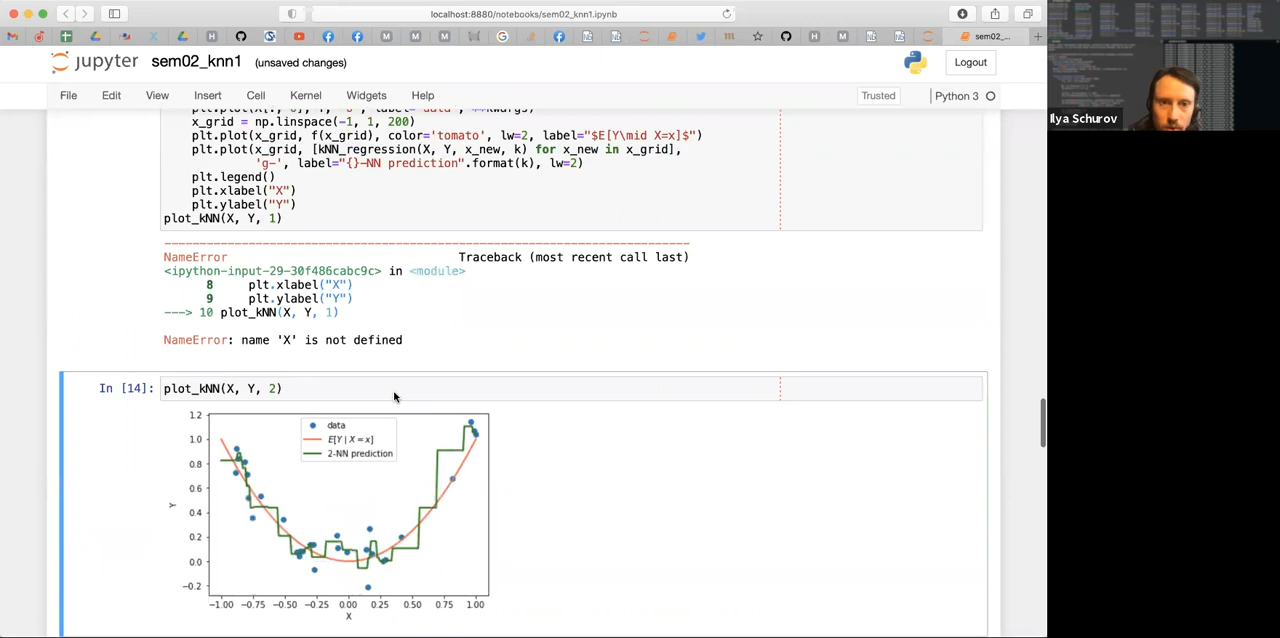 localhost:8880/notebooks/sem02_knn1.ipynb
sem02_...
jupyter sem02_knn1 (unsaved changes)
Logout
File Edit View Insert Cell Kernel Widgets Help
Trusted
Python 3
x_grid = np.linspace(-1, 1, 200)
plt.plot(x_grid, f(x_grid), color='tomato', lw=2, label="$E[Y\mid X=x]$")
plt.plot(x_grid, [kNN_regression(X, Y, x_new, k) for x_new in x_grid],
'g-', label="{}-NN prediction".format(k), lw=2)
plt.legend()
plt.xlabel("X")
plt.ylabel("Y")
plot_kNN(X, Y, 1)
NameError Traceback (most recent call last)
<ipython-input-29-30f486cabc9c> in <module>
8 plt.xlabel("X")
9 plt.ylabel("Y")
---> 10 plot_kNN(X, Y, 1)
NameError: name 'X' is not defined
In [14]: plot_kNN(X, Y, 2)
data
E[Y | X = x]
2-NN prediction
1.2
1.0
0.8
0.6
0.4
0.2
0.0
−0.2
Y
−1.00 −0.75 −0.50 −0.25 0.00 0.25 0.50 0.75 1.00
X
Ilya Schurov